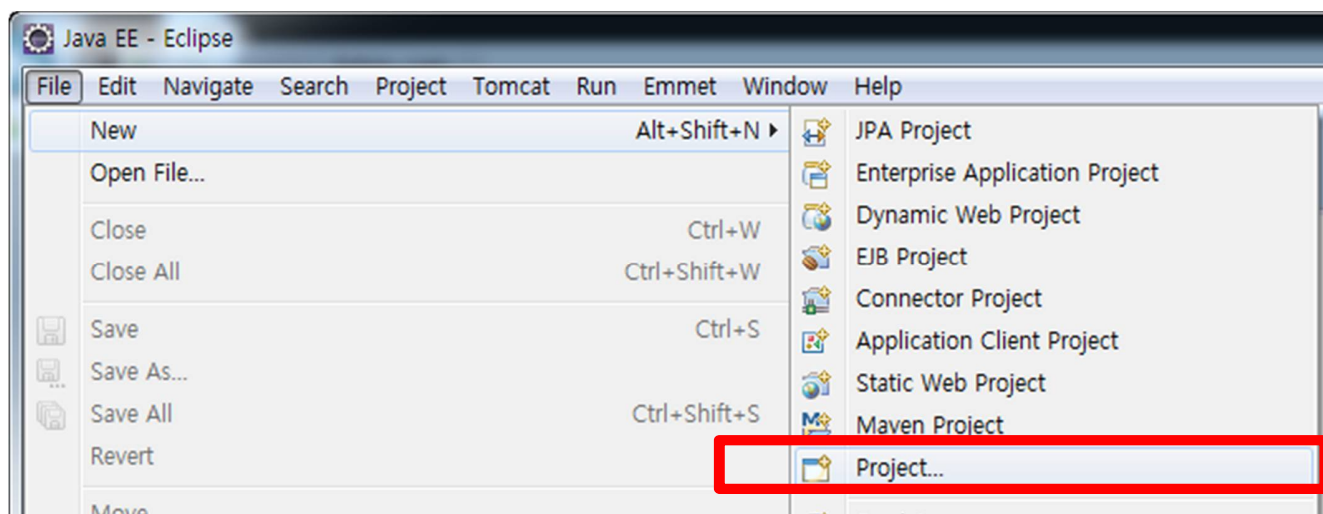 Java EE - Eclipse
File Edit Navigate Search Project Tomcat Run Emmet Window Help
New Alt+Shift+N
Open File...
Close Ctrl+W
Close All Ctrl+Shift+W
Save Ctrl+S
Save As...
Save All Ctrl+Shift+S
Revert
Move
JPA Project
Enterprise Application Project
Dynamic Web Project
EJB Project
Connector Project
Application Client Project
Static Web Project
Maven Project
Project...